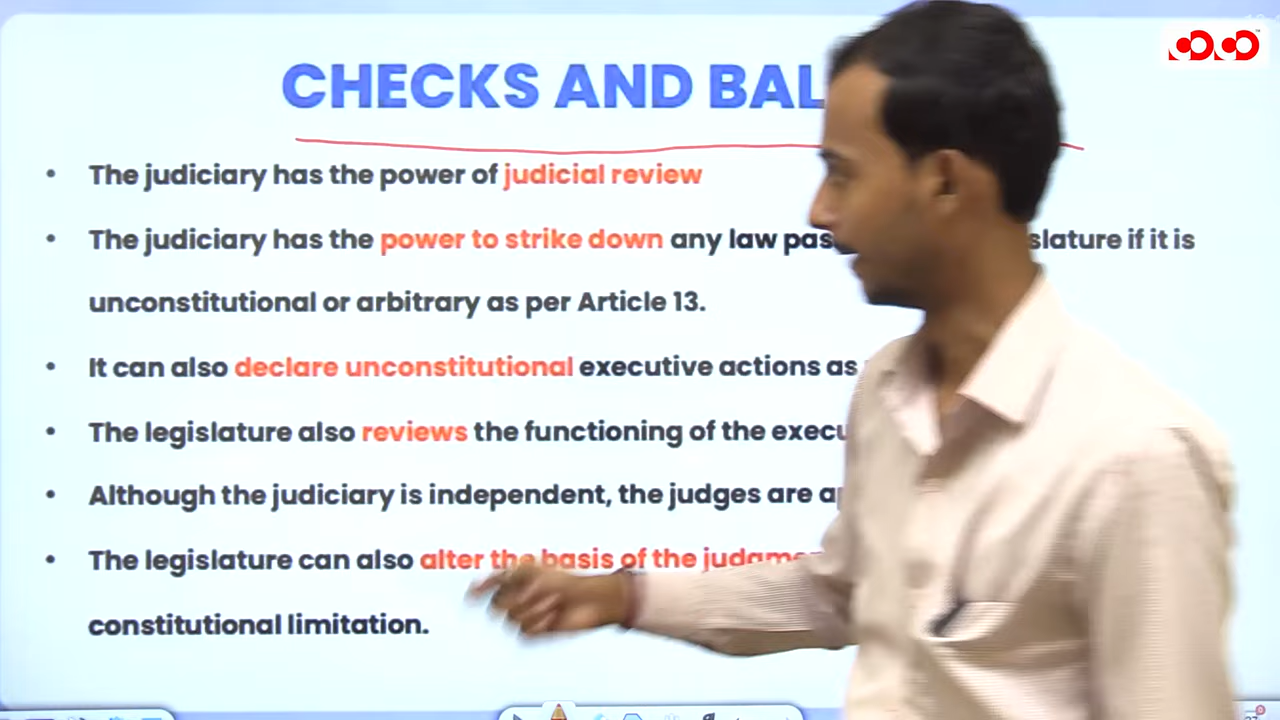 CHECKS AND BAL
• The judiciary has the power of judicial review
• The judiciary has the power to strike down any law pas slature if it is
unconstitutional or arbitrary as per Article 13.
• It can also declare unconstitutional executive actions as
• The legislature also reviews the functioning of the execu
• Although the judiciary is independent, the judges are a
• The legislature can also alter the basis of the judgme
constitutional limitation.